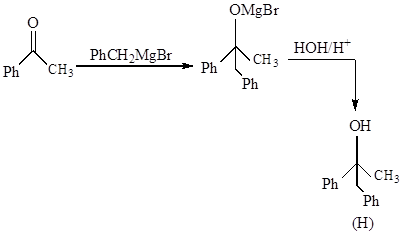 O
Ph
CH3
PhCH2MgBr
OMgBr
Ph
CH3
Ph
HOH/H+
OH
Ph
CH3
Ph
(H)